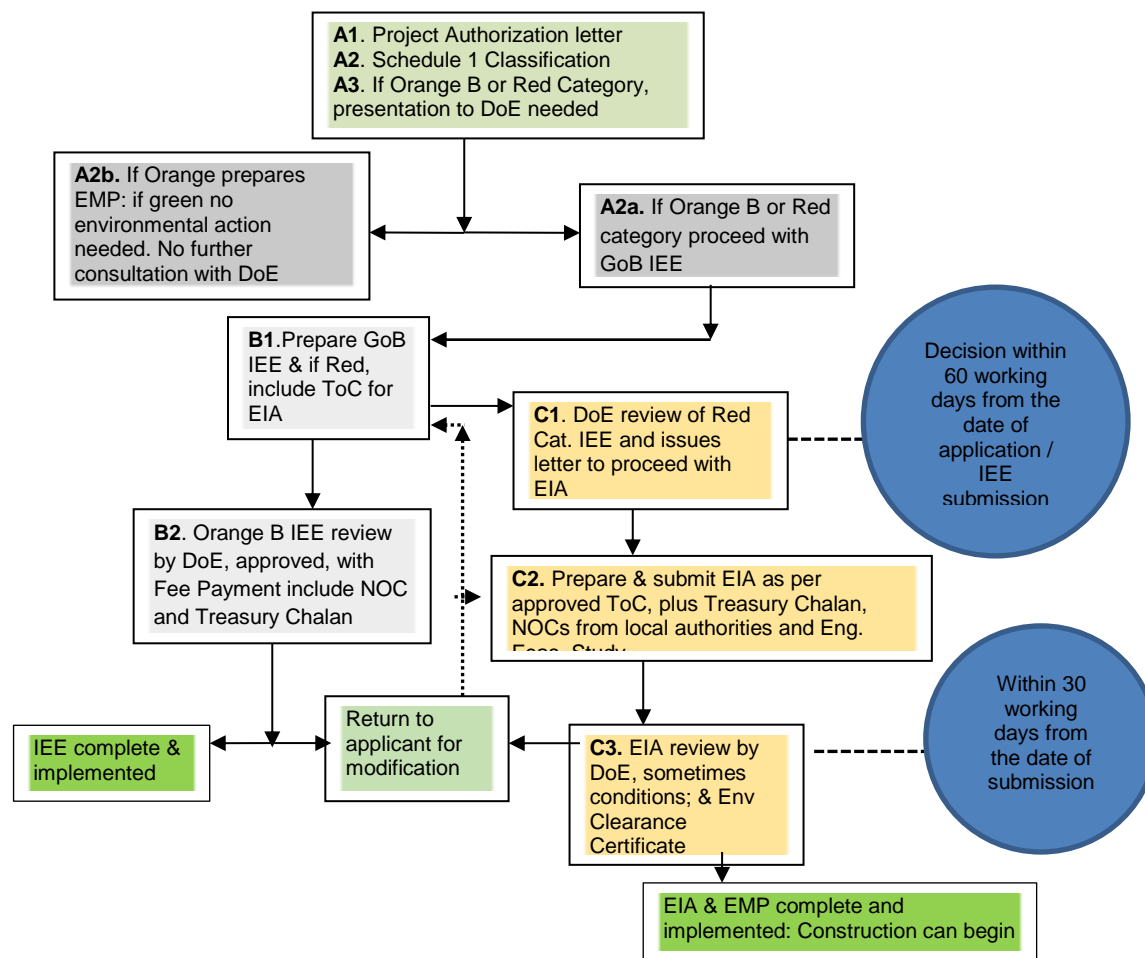 A1. Project Authorization letter
A2. Schedule 1 Classification
A3. If Orange B or Red Category,
presentation to DoE needed
A2b. If Orange prepares
EMP: if green no
environmental action
needed. No further
consultation with DoE
A2a. If Orange B or Red
category proceed with
GoB IEE
B1.Prepare GoB
IEE & if Red,
include ToC for
EIA
C1. DoE review of Red
Cat. IEE and issues
letter to proceed with
EIA
Decision within
60 working
days from the
date of
application /
IEE
submission
B2. Orange B IEE review
by DoE, approved, with
Fee Payment include NOC
and Treasury Chalan
C2. Prepare & submit EIA as per
approved ToC, plus Treasury Chalan,
NOCs from local authorities and Eng.
Study
IEE complete &
implemented
Return to
applicant for
modification
C3. EIA review by
DoE, sometimes
conditions; & Env
Clearance
Certificate
Within 30
working
days from
the date of
submission
EIA & EMP complete and
implemented: Construction can begin